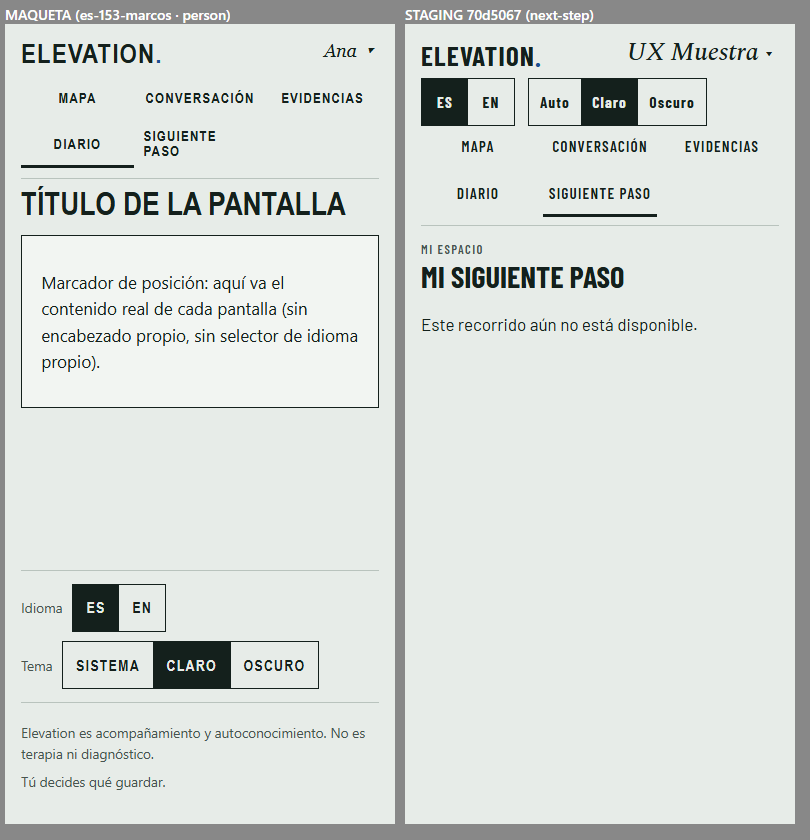 MAQUETA (es-153-marcos · person)
ELEVATION.
Ana ▾
MAPA
CONVERSACIÓN
EVIDENCIAS
DIARIO
SIGUIENTE
PASO
TÍTULO DE LA PANTALLA
Marcador de posición: aquí va el
contenido real de cada pantalla (sin
encabezado propio, sin selector de idioma
propio).
Idioma
ES
EN
Tema
SISTEMA
CLARO
OSCURO
Elevation es acompañamiento y autoconocimiento. No es
terapia ni diagnóstico.
Tú decides qué guardar.
STAGING 70d5067 (next-step)
ELEVATION.
UX Muestra ▾
ES
EN
Auto
Claro
Oscuro
MAPA
CONVERSACIÓN
EVIDENCIAS
DIARIO
SIGUIENTE PASO
MI ESPACIO
MI SIGUIENTE PASO
Este recorrido aún no está disponible.